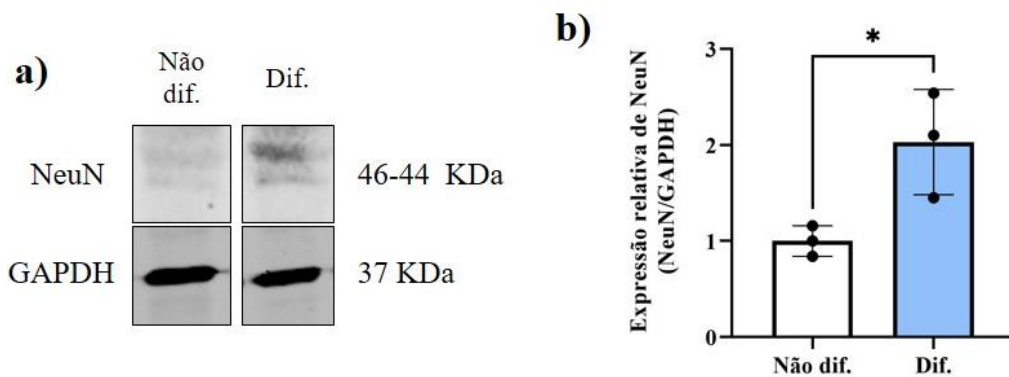 a)
Não
dif.
Dif.
NeuN
46-44 KDa
GAPDH
37 KDa
b)
Expressão relativa de NeuN
(NeuN/GAPDH)
3
2
1
0
*
Não dif.
Dif.